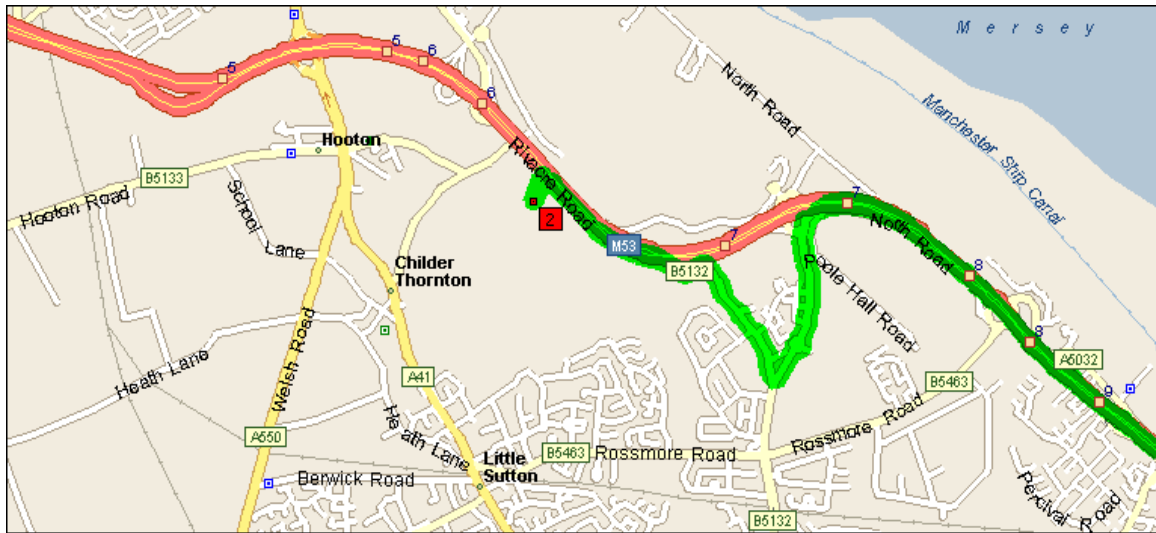 M e r s e y
5
5
6
6
North Road
Manchester Ship Canal
Hooton
B5133
Hooton Road
School Lane
Rivacre Road
2
M53
7
7
B5132
North Road
Poole Hall Road
8
8
Childer
Thornton
Welsh Road
Heath Lane
A41
Heath Lane
A5032
B5463
9
A550
B5463
Rossmore Road
Rossmore Road
Little
Sutton
Berwick Road
B5132
Percival Road